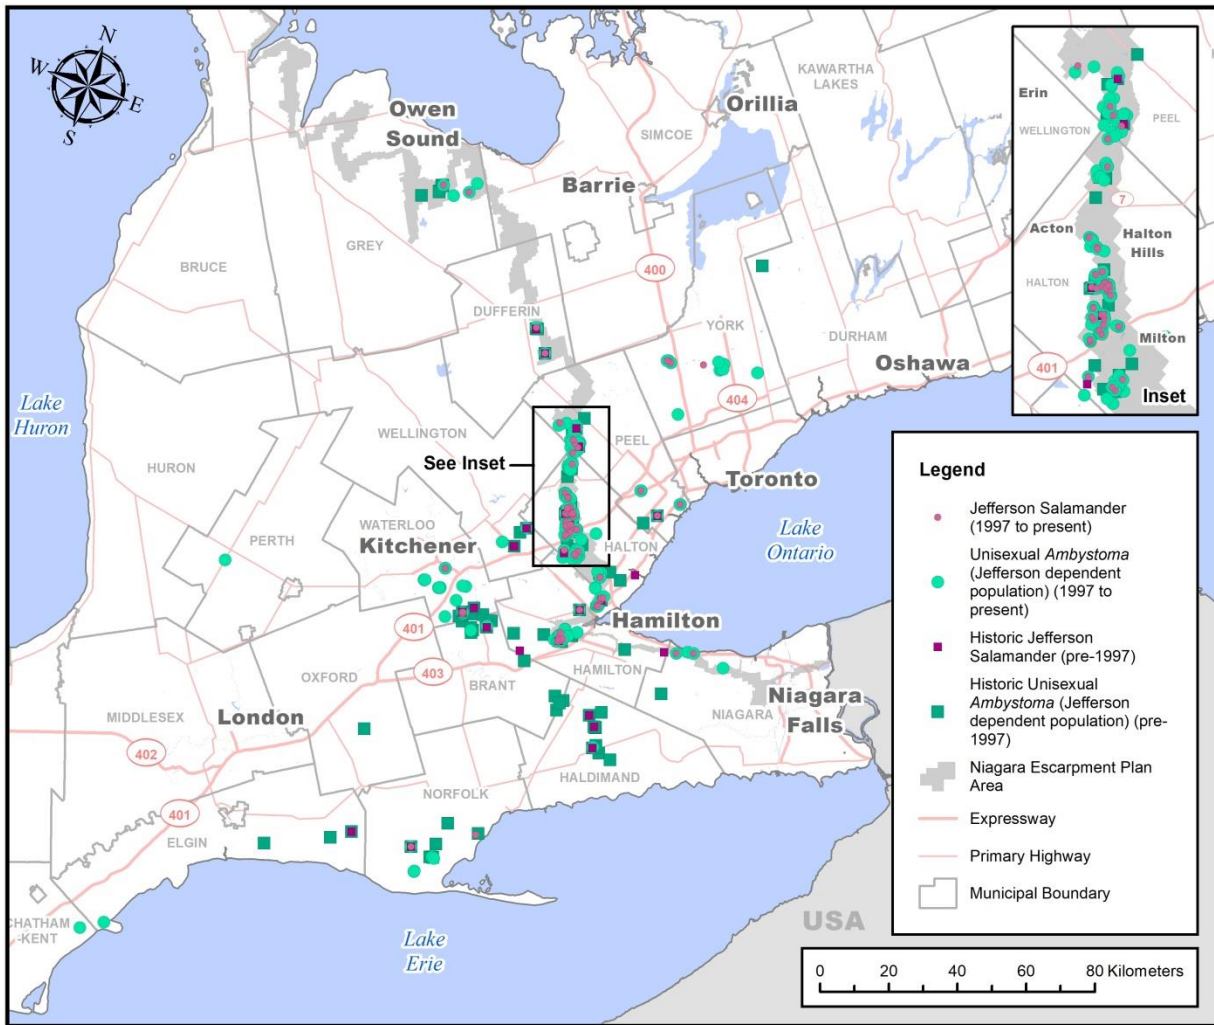 N
W
E
S
Owen
Sound
Orillia
KAWARTHA
LAKES
SIMCOE
Barrie
GREY
BRUCE
400
DUFFERIN
YORK
DURHAM
Oshawa
404
Lake
Huron
WELLINGTON
PEEL
HURON
See Inset
Toronto
WATERLOO
Kitchener
PERTH
HALTON
Lake
Ontario
401
Hamilton
403
HAMILTON
OXFORD
BRANT
NIAGARA
Niagara
Falls
MIDDLESEX
London
402
HALDIMAND
NORFOLK
401
ELGIN
CHATHAM
-KENT
Lake
Erie
USA
Erin
WELLINGTON
PEEL
7
Acton
Halton
Hills
HALTON
Milton
401
Inset
Legend
Jefferson Salamander
(1997 to present)
Unisexual Ambystoma
(Jefferson dependent
population) (1997 to
present)
Historic Jefferson
Salamander (pre-1997)
Historic Unisexual
Ambystoma (Jefferson
dependent population) (pre-
1997)
Niagara Escarpment Plan
Area
Expressway
Primary Highway
Municipal Boundary
0 20 40 60 80 Kilometers